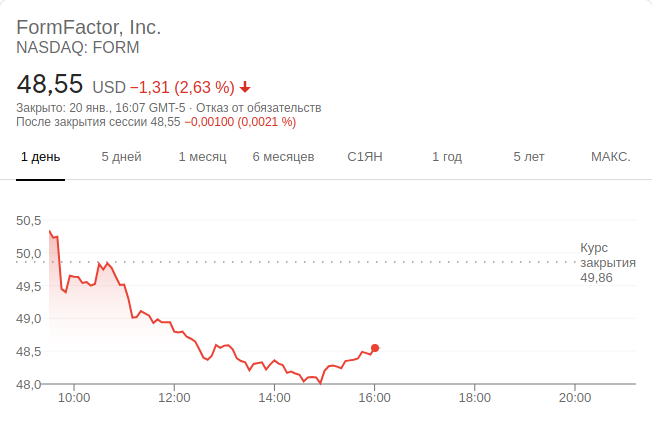 FormFactor, Inc.
NASDAQ: FORM
48,55 USD −1,31 (2,63 %)
Закрыто: 20 янв., 16:07 GMT-5 · Отказ от обязательств
После закрытия сессии 48,55 −0,00100 (0,0021 %)
1 день 5 дней 1 месяц 6 месяцев С1ЯН 1 год 5 лет МАКС.
50,5
50,0
49,5
49,0
48,5
48,0
Курс
закрытия
49,86
10:00 12:00 14:00 16:00 18:00 20:00